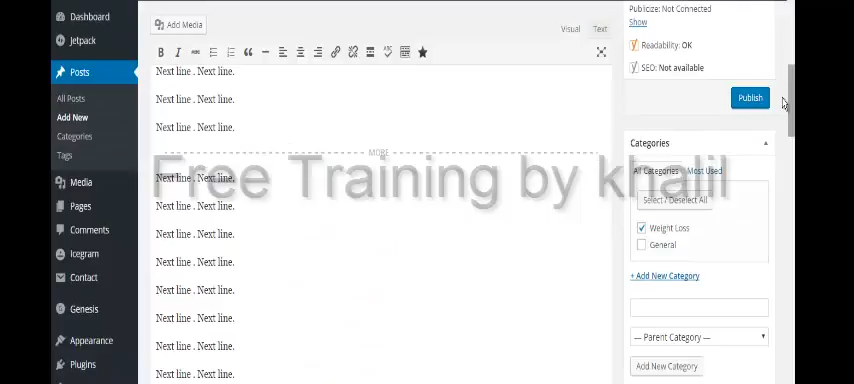 Dashboard
Jetpack
Posts
All Posts
Add New
Categories
Tags
Media
Pages
Comments
Icegram
Contact
Genesis
Appearance
Plugins
Add Media
Visual
Text
B
I
ABC
Next line . Next line.
Next line . Next line.
Next line . Next line.
MORE
Next line . Next line.
Next line . Next line.
Next line . Next line.
Next line . Next line.
Next line . Next line.
Next line . Next line.
Next line . Next line.
Next line . Next line.
Free Training by khalil
Publicize: Not Connected
Show
Readability: OK
SEO: Not available
Publish
Categories
All Categories
Most Used
Select / Deselect All
Weight Loss
General
+ Add New Category
— Parent Category —
Add New Category